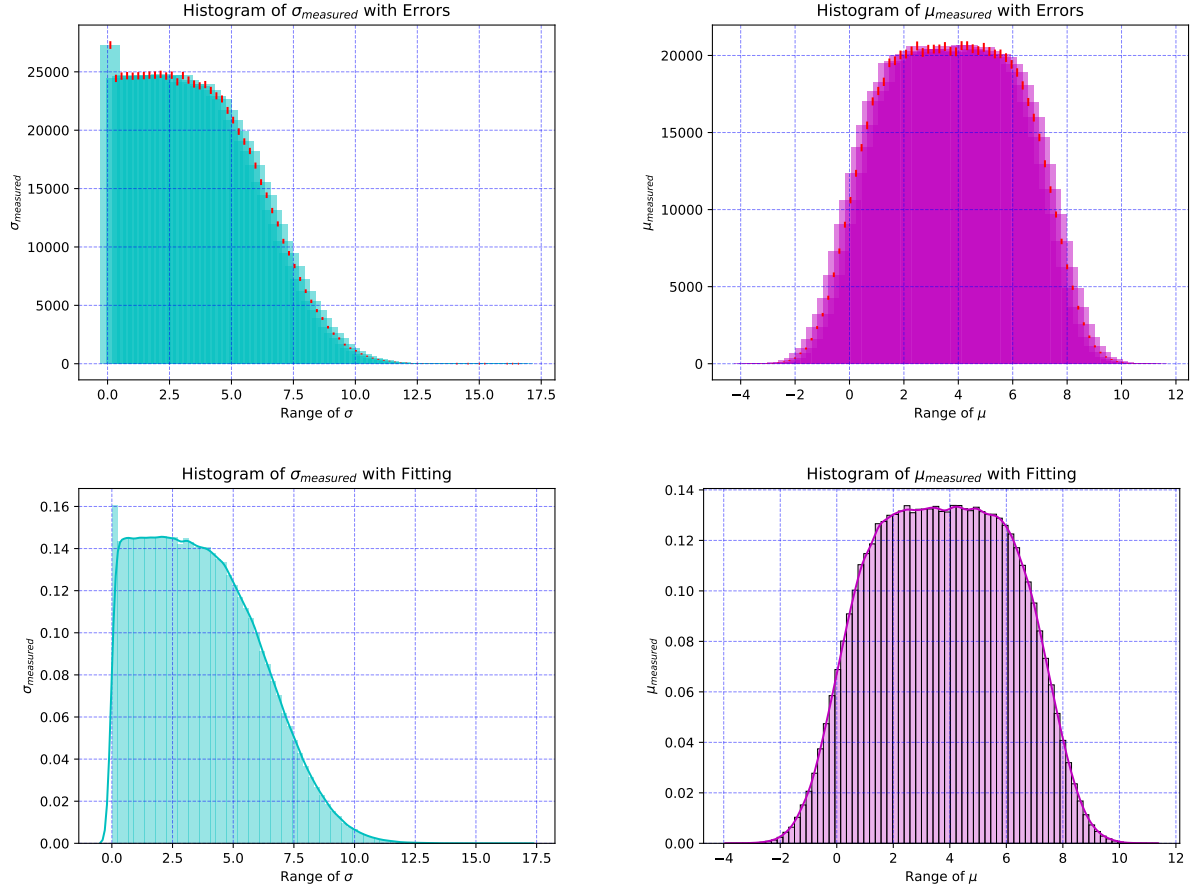 Histogram of σmeasured with Errors
σmeasured
25000
20000
15000
10000
5000
0
0.0 2.5 5.0 7.5 10.0 12.5 15.0 17.5
Range of σ
Histogram of μmeasured with Errors
μmeasured
20000
15000
10000
5000
0
−4 −2 0 2 4 6 8 10 12
Range of μ
Histogram of σmeasured with Fitting
σmeasured
0.16
0.14
0.12
0.10
0.08
0.06
0.04
0.02
0.00
0.0 2.5 5.0 7.5 10.0 12.5 15.0 17.5
Range of σ
Histogram of μmeasured with Fitting
μmeasured
0.14
0.12
0.10
0.08
0.06
0.04
0.02
0.00
−4 −2 0 2 4 6 8 10 12
Range of μ